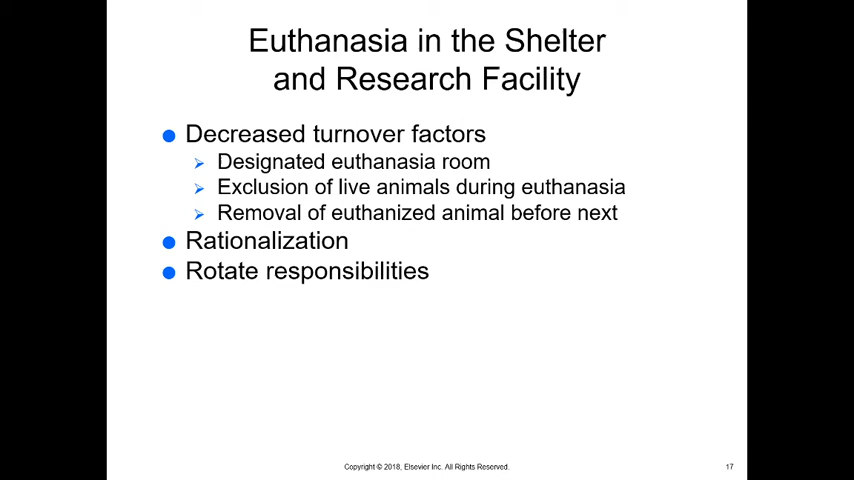 Euthanasia in the Shelter
and Research Facility
Decreased turnover factors
Designated euthanasia room
Exclusion of live animals during euthanasia
Removal of euthanized animal before next
Rationalization
Rotate responsibilities
Copyright © 2018, Elsevier Inc. All Rights Reserved.
17